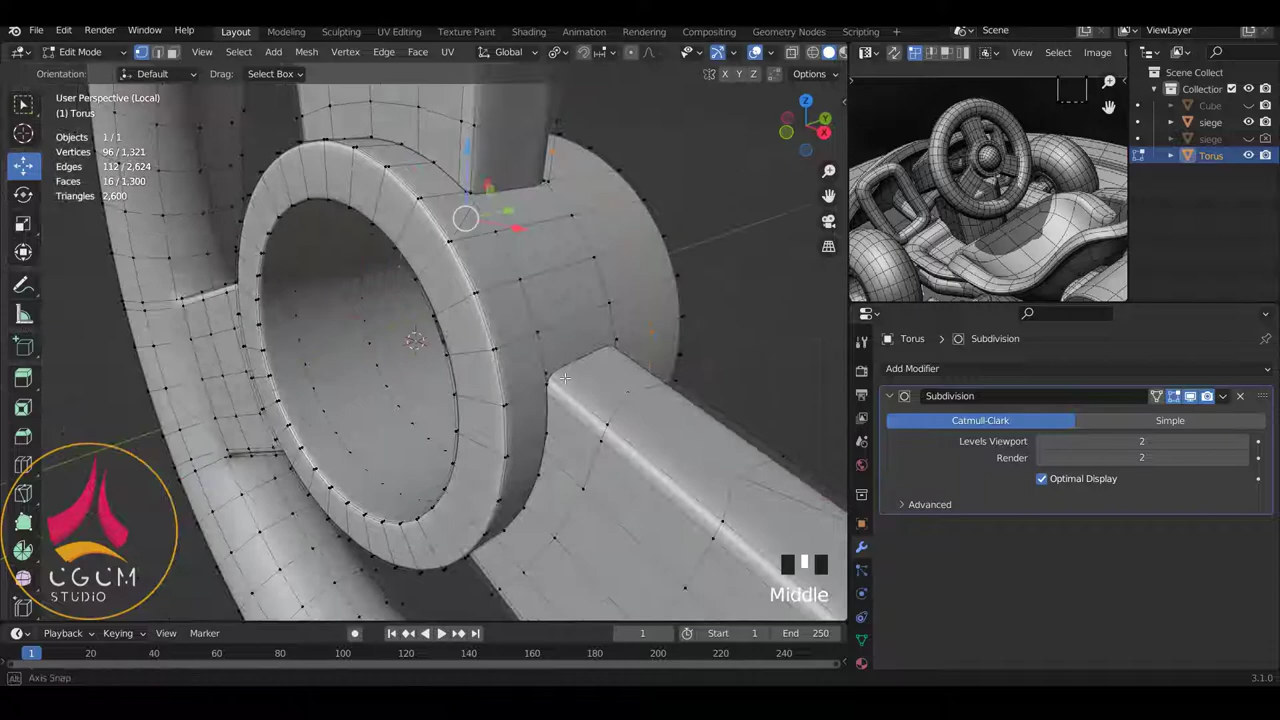 File Edit Render Window Help Layout Modeling Sculpting UV Editing Texture Paint Shading Animation Rendering Compositing Geometry Nodes Scripting Scene ViewLayer
Edit Mode View Select Add Mesh Vertex Edge Face UV Global View Select Image
Orientation: Default Drag: Select Box X Y Z Options
Scene Collect
Collectior
Cube
siege
siege
Torus
User Perspective (Local)
(1) Torus
Objects 1/1
Vertices 96 / 1,321
Edges 112 / 2,624
Faces 16 / 1,300
Triangles 2,600
Z
Y
X
Torus > Subdivision
Add Modifier
Subdivision
Catmull-Clark Simple
Levels Viewport 2
Render 2
Optimal Display
Advanced
CGCM
STUDIO
Middle
Playback Keying View Marker 1 Start 1 End 250
1 20 40 60 80 100 120 140 160 180 200 220 240
Alt Axis Snap 3.1.0